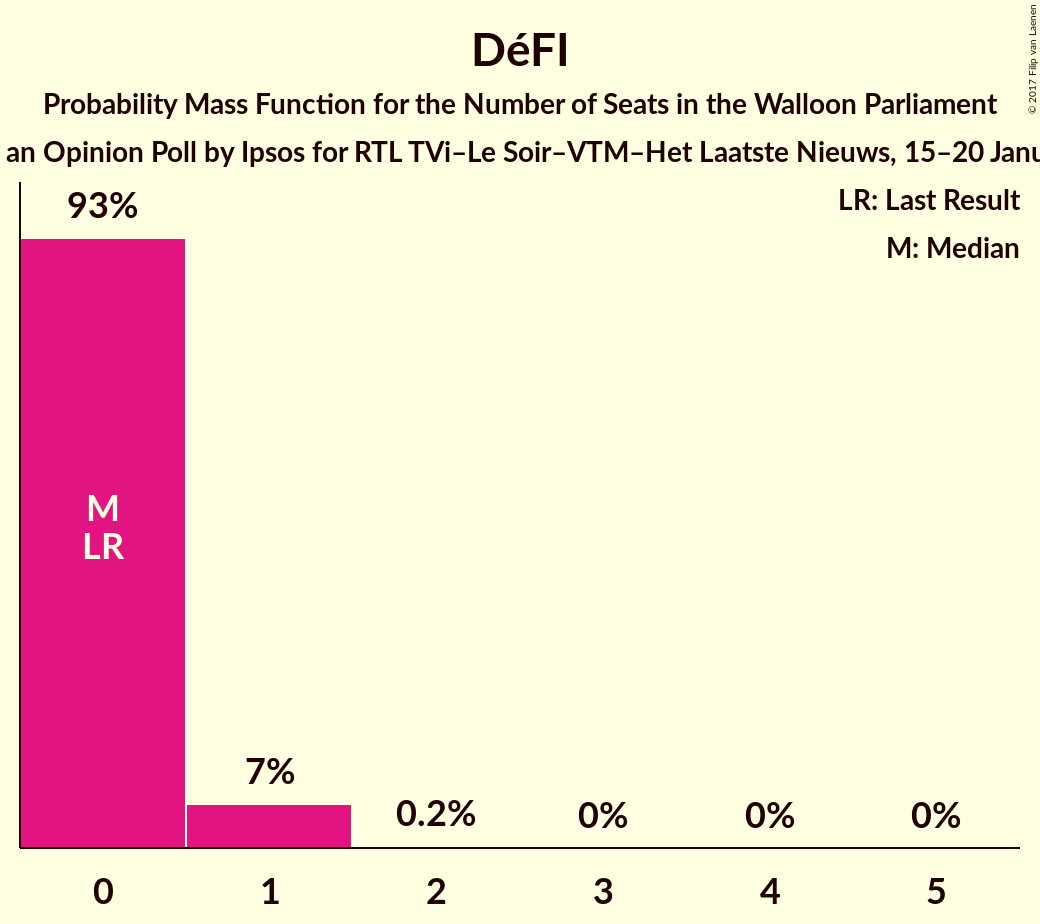 DéFI
Probability Mass Function for the Number of Seats in the Walloon Parliament
an Opinion Poll by Ipsos for RTL TVi–Le Soir–VTM–Het Laatste Nieuws, 15–20 Janu
LR: Last Result
M: Median
93%
M
LR
7%
0.2%
0%
0%
0%
0
1
2
3
4
5
© 2017 Filip van Laenen